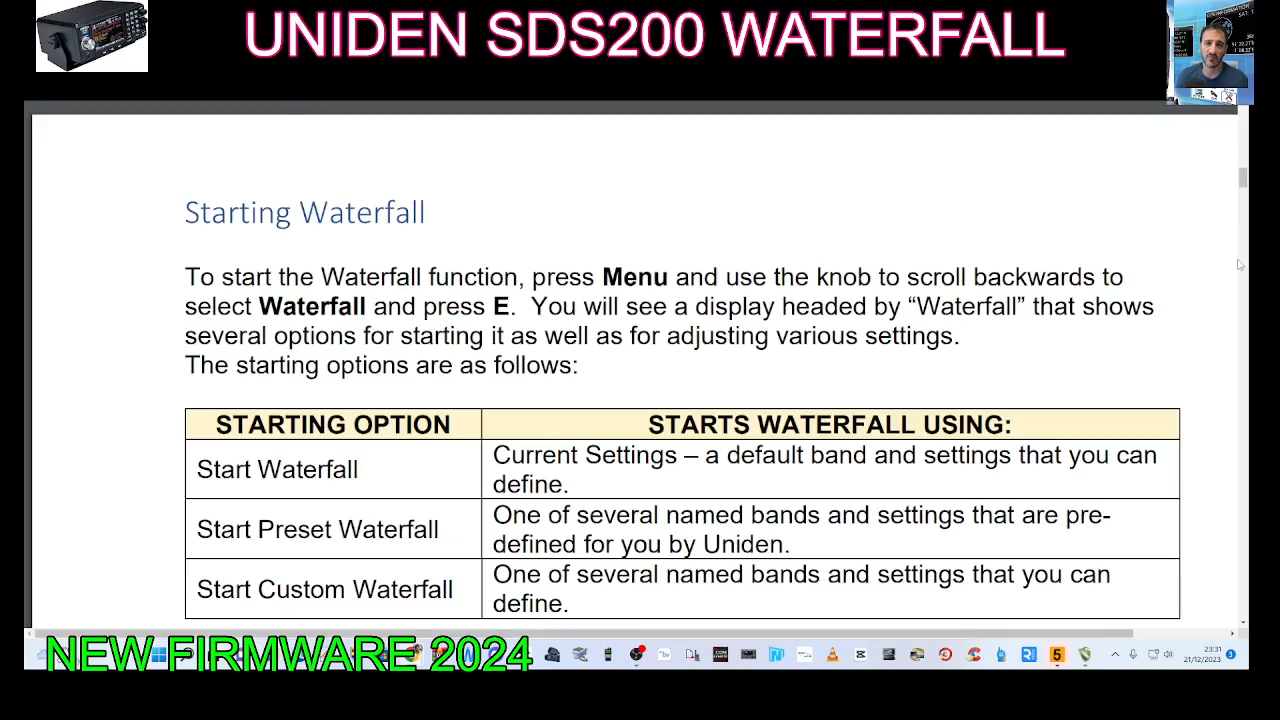 UNIDEN SDS200 WATERFALL
Starting Waterfall
To start the Waterfall function, press Menu and use the knob to scroll backwards to
select Waterfall and press E. You will see a display headed by “Waterfall” that shows
several options for starting it as well as for adjusting various settings.
The starting options are as follows:
STARTING OPTION
STARTS WATERFALL USING:
Start Waterfall
Current Settings – a default band and settings that you can
define.
Start Preset Waterfall
One of several named bands and settings that are pre-
defined for you by Uniden.
Start Custom Waterfall
One of several named bands and settings that you can
define.
NEW FIRMWARE 2024
23:31
21/12/2023